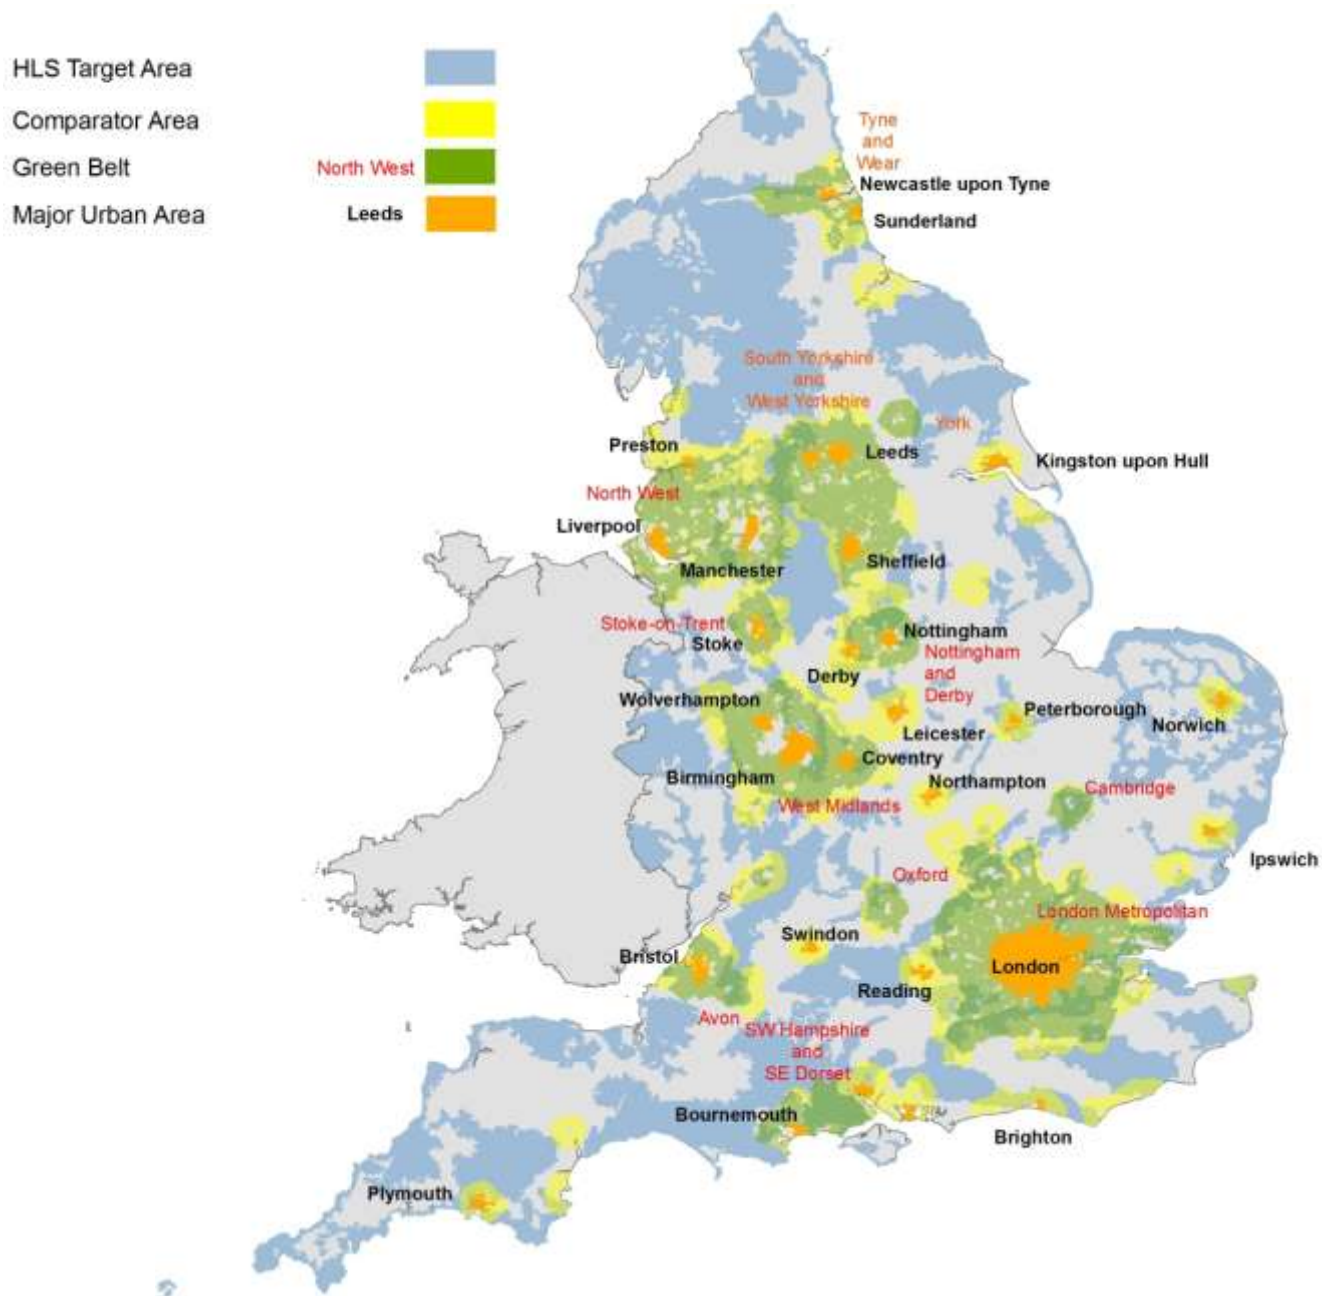 HLS Target Area
Comparator Area
Green Belt
North West
Major Urban Area
Leeds
Tyne
and
Wear
Newcastle upon Tyne
Sunderland
South Yorkshire
and
West Yorkshire
York
Preston
Leeds
Kingston upon Hull
North West
Liverpool
Manchester
Sheffield
Stoke-on-Trent
Stoke
Nottingham
Nottingham
and
Derby
Derby
Wolverhampton
Peterborough
Norwich
Leicester
Birmingham
Coventry
Northampton
Cambridge
West Midlands
Ipswich
Oxford
London Metropolitan
Swindon
Bristol
London
Reading
Avon
SW Hampshire
and
SE Dorset
Bournemouth
Brighton
Plymouth